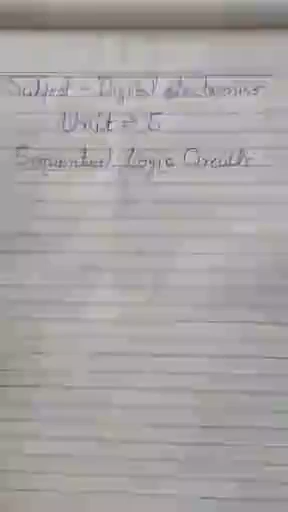 Subject - Digital electronics
Unit => 5
Sequential Logic Circuits